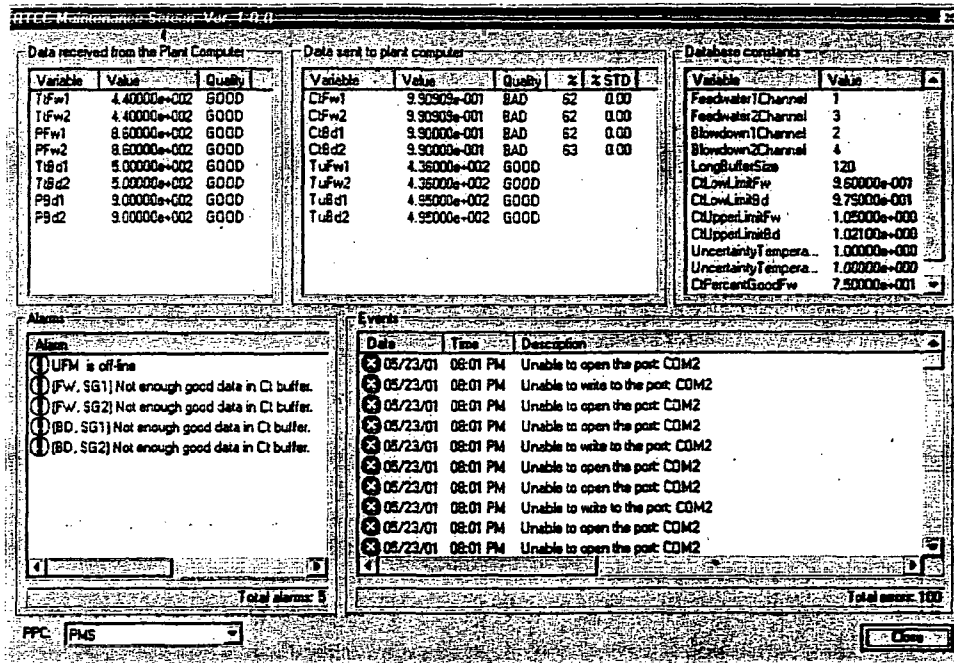 RTCC Maintenance Screen Ver. 1.0.0
Data received from the Plant Computer
Variable Value Quality
TtFw1 4.40000e+002 GOOD
TtFw2 4.40000e+002 GOOD
PFw1 8.60000e+002 GOOD
PFw2 8.60000e+002 GOOD
TtBd1 5.00000e+002 GOOD
TtBd2 5.00000e+002 GOOD
PBd1 9.00000e+002 GOOD
PBd2 9.00000e+002 GOOD
Data sent to plant computer
Variable Value Quality % % STD
CtFw1 9.90909e-001 BAD 62 0.00
CtFw2 9.90909e-001 BAD 62 0.00
CtBd1 9.90000e-001 BAD 62 0.00
CtBd2 9.90000e-001 BAD 63 0.00
TuFw1 4.36000e+002 GOOD
TuFw2 4.36000e+002 GOOD
TuBd1 4.95000e+002 GOOD
TuBd2 4.95000e+002 GOOD
Database constants
Variable Value
Feedwater1Channel 1
Feedwater2Channel 3
Blowdown1Channel 2
Blowdown2Channel 4
LongBufferSize 120
CtLowLimitFw 9.60000e-001
CtLowLimitBd 9.79000e-001
CtUpperLimitFw 1.05000e+000
CtUpperLimitBd 1.02100e+000
UncertaintyTempera... 1.00000e+000
UncertaintyTempera... 1.00000e+000
CtPercentGoodFw 7.50000e+001
Alarms
Alarm
UFM is off-line
(FW, SG1) Not enough good data in Ct buffer.
(FW, SG2) Not enough good data in Ct buffer.
(BD, SG1) Not enough good data in Ct buffer.
(BD, SG2) Not enough good data in Ct buffer.
Total alarms: 5
Events
Date Time Description
05/23/01 08:01 PM Unable to open the port: COM2
05/23/01 08:01 PM Unable to write to the port: COM2
05/23/01 08:01 PM Unable to open the port: COM2
05/23/01 08:01 PM Unable to open the port: COM2
05/23/01 08:01 PM Unable to write to the port: COM2
05/23/01 08:01 PM Unable to open the port: COM2
05/23/01 08:01 PM Unable to open the port: COM2
05/23/01 08:01 PM Unable to write to the port: COM2
05/23/01 08:01 PM Unable to open the port: COM2
05/23/01 08:01 PM Unable to open the port: COM2
Total errors: 100
PPC: PMS
Close